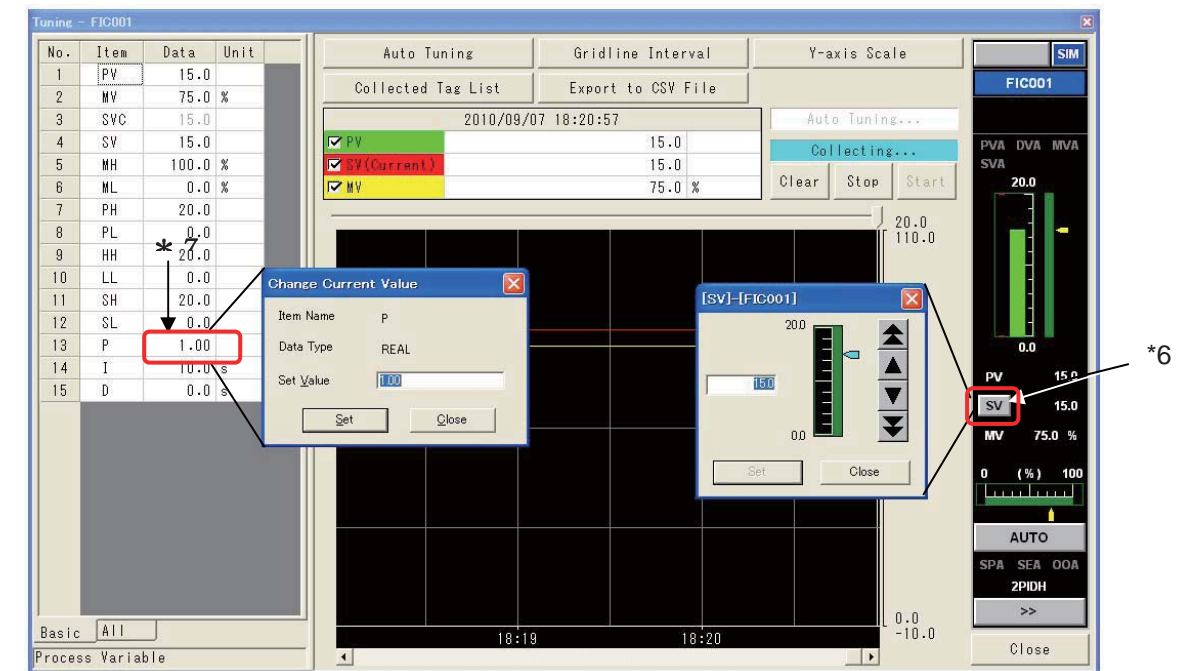 Tuning - FIC001
No. Item Data Unit
1 PV 15.0
2 MV 75.0 %
3 SVC 15.0
4 SV 15.0
5 MH 100.0 %
6 ML 0.0 %
7 PH 20.0
8 PL 0.0
9 HH 20.0
10 LL 0.0
11 SH 20.0
12 SL 0.0
13 P 1.00
14 I 10.0 s
15 D 0.0 s
* 7
Basic All
Process Variable
Auto Tuning Gridline Interval Y-axis Scale
Collected Tag List Export to CSV File
2010/09/07 18:20:57
PV 15.0
SV(Current) 15.0
MV 75.0 %
Auto Tuning...
Collecting...
Clear Stop Start
20.0
110.0
0.0
-10.0
18:19 18:20
Change Current Value
Item Name P
Data Type REAL
Set Value 1.00
Set Close
[SV]-[FIC001]
20.0
15.0
0.0
Set Close
SIM
FIC001
PVA DVA MVA
SVA
20.0
0.0
PV 15.0
SV 15.0
MV 75.0 %
0 (%) 100
AUTO
SPA SEA OOA
2PIDH
>>
Close
*6